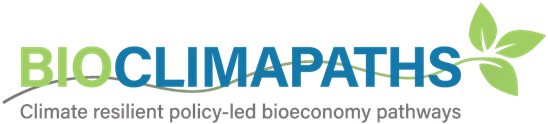 BIOCLIMAPATHS
Climate resilient policy-led bioeconomy pathways